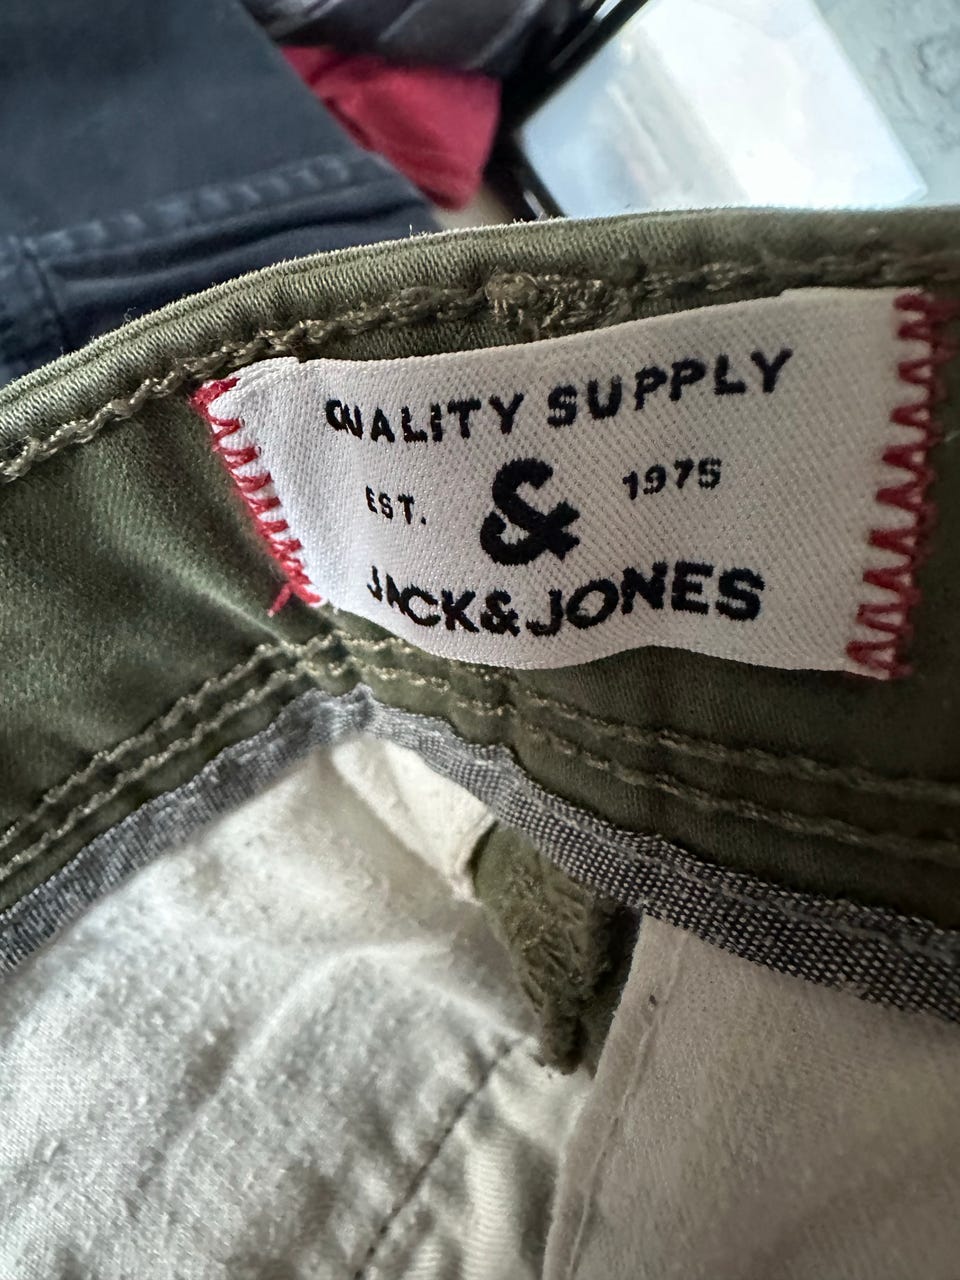 QUALITY SUPPLY
EST. & 1975
JACK&JONES